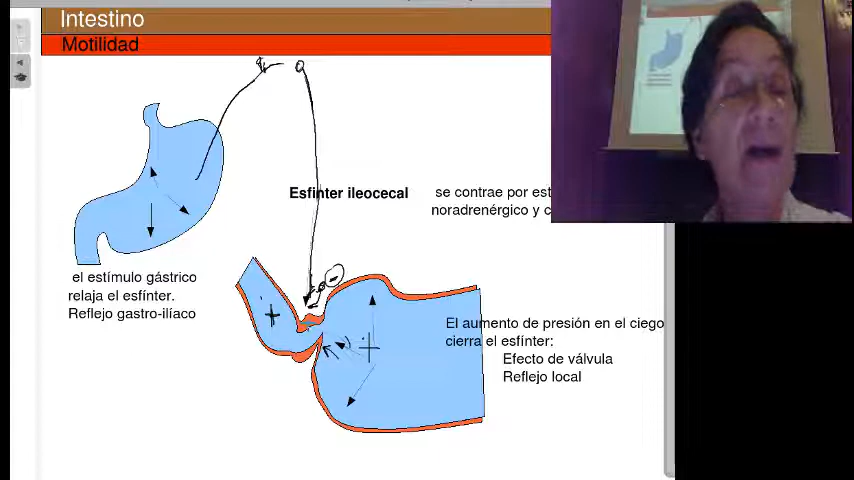 Intestino
Motilidad
Esfínter ileocecal
se contrae por
noradrenérgico y
el estímulo gástrico
relaja el esfínter.
Reflejo gastro-ilíaco
El aumento de presión en el ciego
cierra el esfínter:
Efecto de válvula
Reflejo local
+
+
-